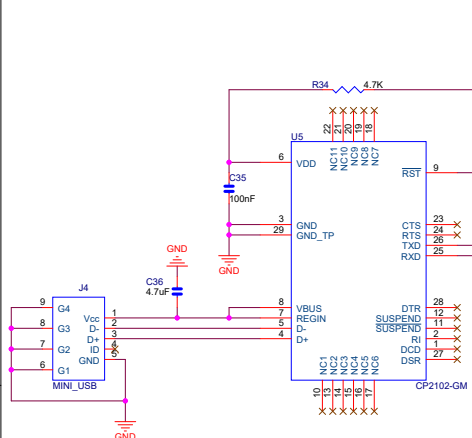 R34 4.7K
U5
22 21 20 19 18
NC11 NC10 NC9 NC8 NC7
6 VDD
RST 9
C35
100nF
3 GND
29 GND_TP
CTS 23
RTS 24
TXD 26
RXD 25
GND
GND
C36
4.7uF
J4
9 G4
8 G3
7 G2
6 G1
Vcc 1
D- 2
D+ 3
ID 4
GND 5
MINI_USB
8 VBUS
7 REGIN
5 D-
4 D+
DTR 28
SUSPEND 12
SUSPEND 11
RI 2
DCD 1
DSR 27
NC1 NC2 NC3 NC4 NC5 NC6
10 13 14 15 16 17
CP2102-GM
GND